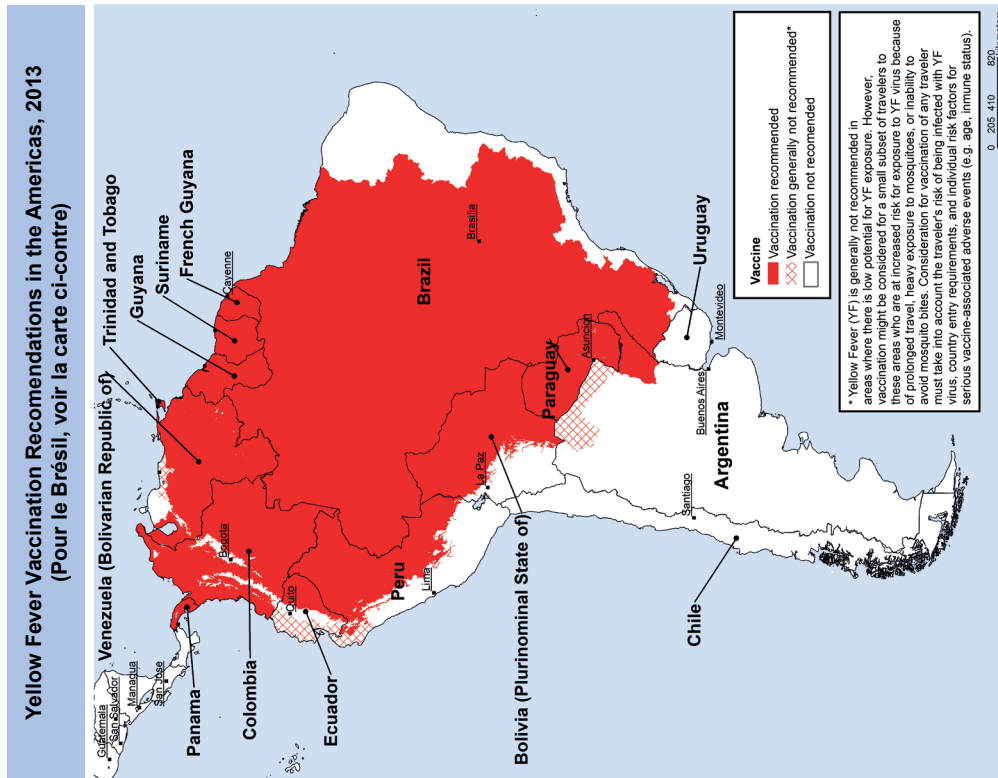 Yellow Fever Vaccination Recomendations in the Americas, 2013
(Pour le Brésil, voir la carte ci-contre)
Guatemala
San Salvador
Managua
San Jose
Venezuela (Bolivarian Republic of)
Trinidad and Tobago
Guyana
Suriname
French Guyana
Cayenne
Panama
Colombia
Bogota
Ecuador
Quito
Peru
Lima
Brazil
Brasilia
Bolivia (Plurinominal State of)
La Paz
Paraguay
Asuncion
Chile
Santiago
Argentina
Buenos Aires
Uruguay
Montevideo
Vaccine
Vaccination recommended
Vaccination generally not recommended*
Vaccination not recomended
* Yellow Fever (YF) is generally not recommended in
areas where there is low potential for YF exposure. However,
vaccination might be considered for a small subset of travelers to
these areas who are at increased risk for exposure to YF virus because
of prolonged travel, heavy exposure to mosquitoes, or inability to
avoid mosquito bites. Consideration for vaccination of any traveler
must take into account the traveler's risk of being infected with YF
virus, country entry requirements, and individual risk factors for
serious vaccine-associated adverse events (e.g. age, inmune status).
0 205 410 820